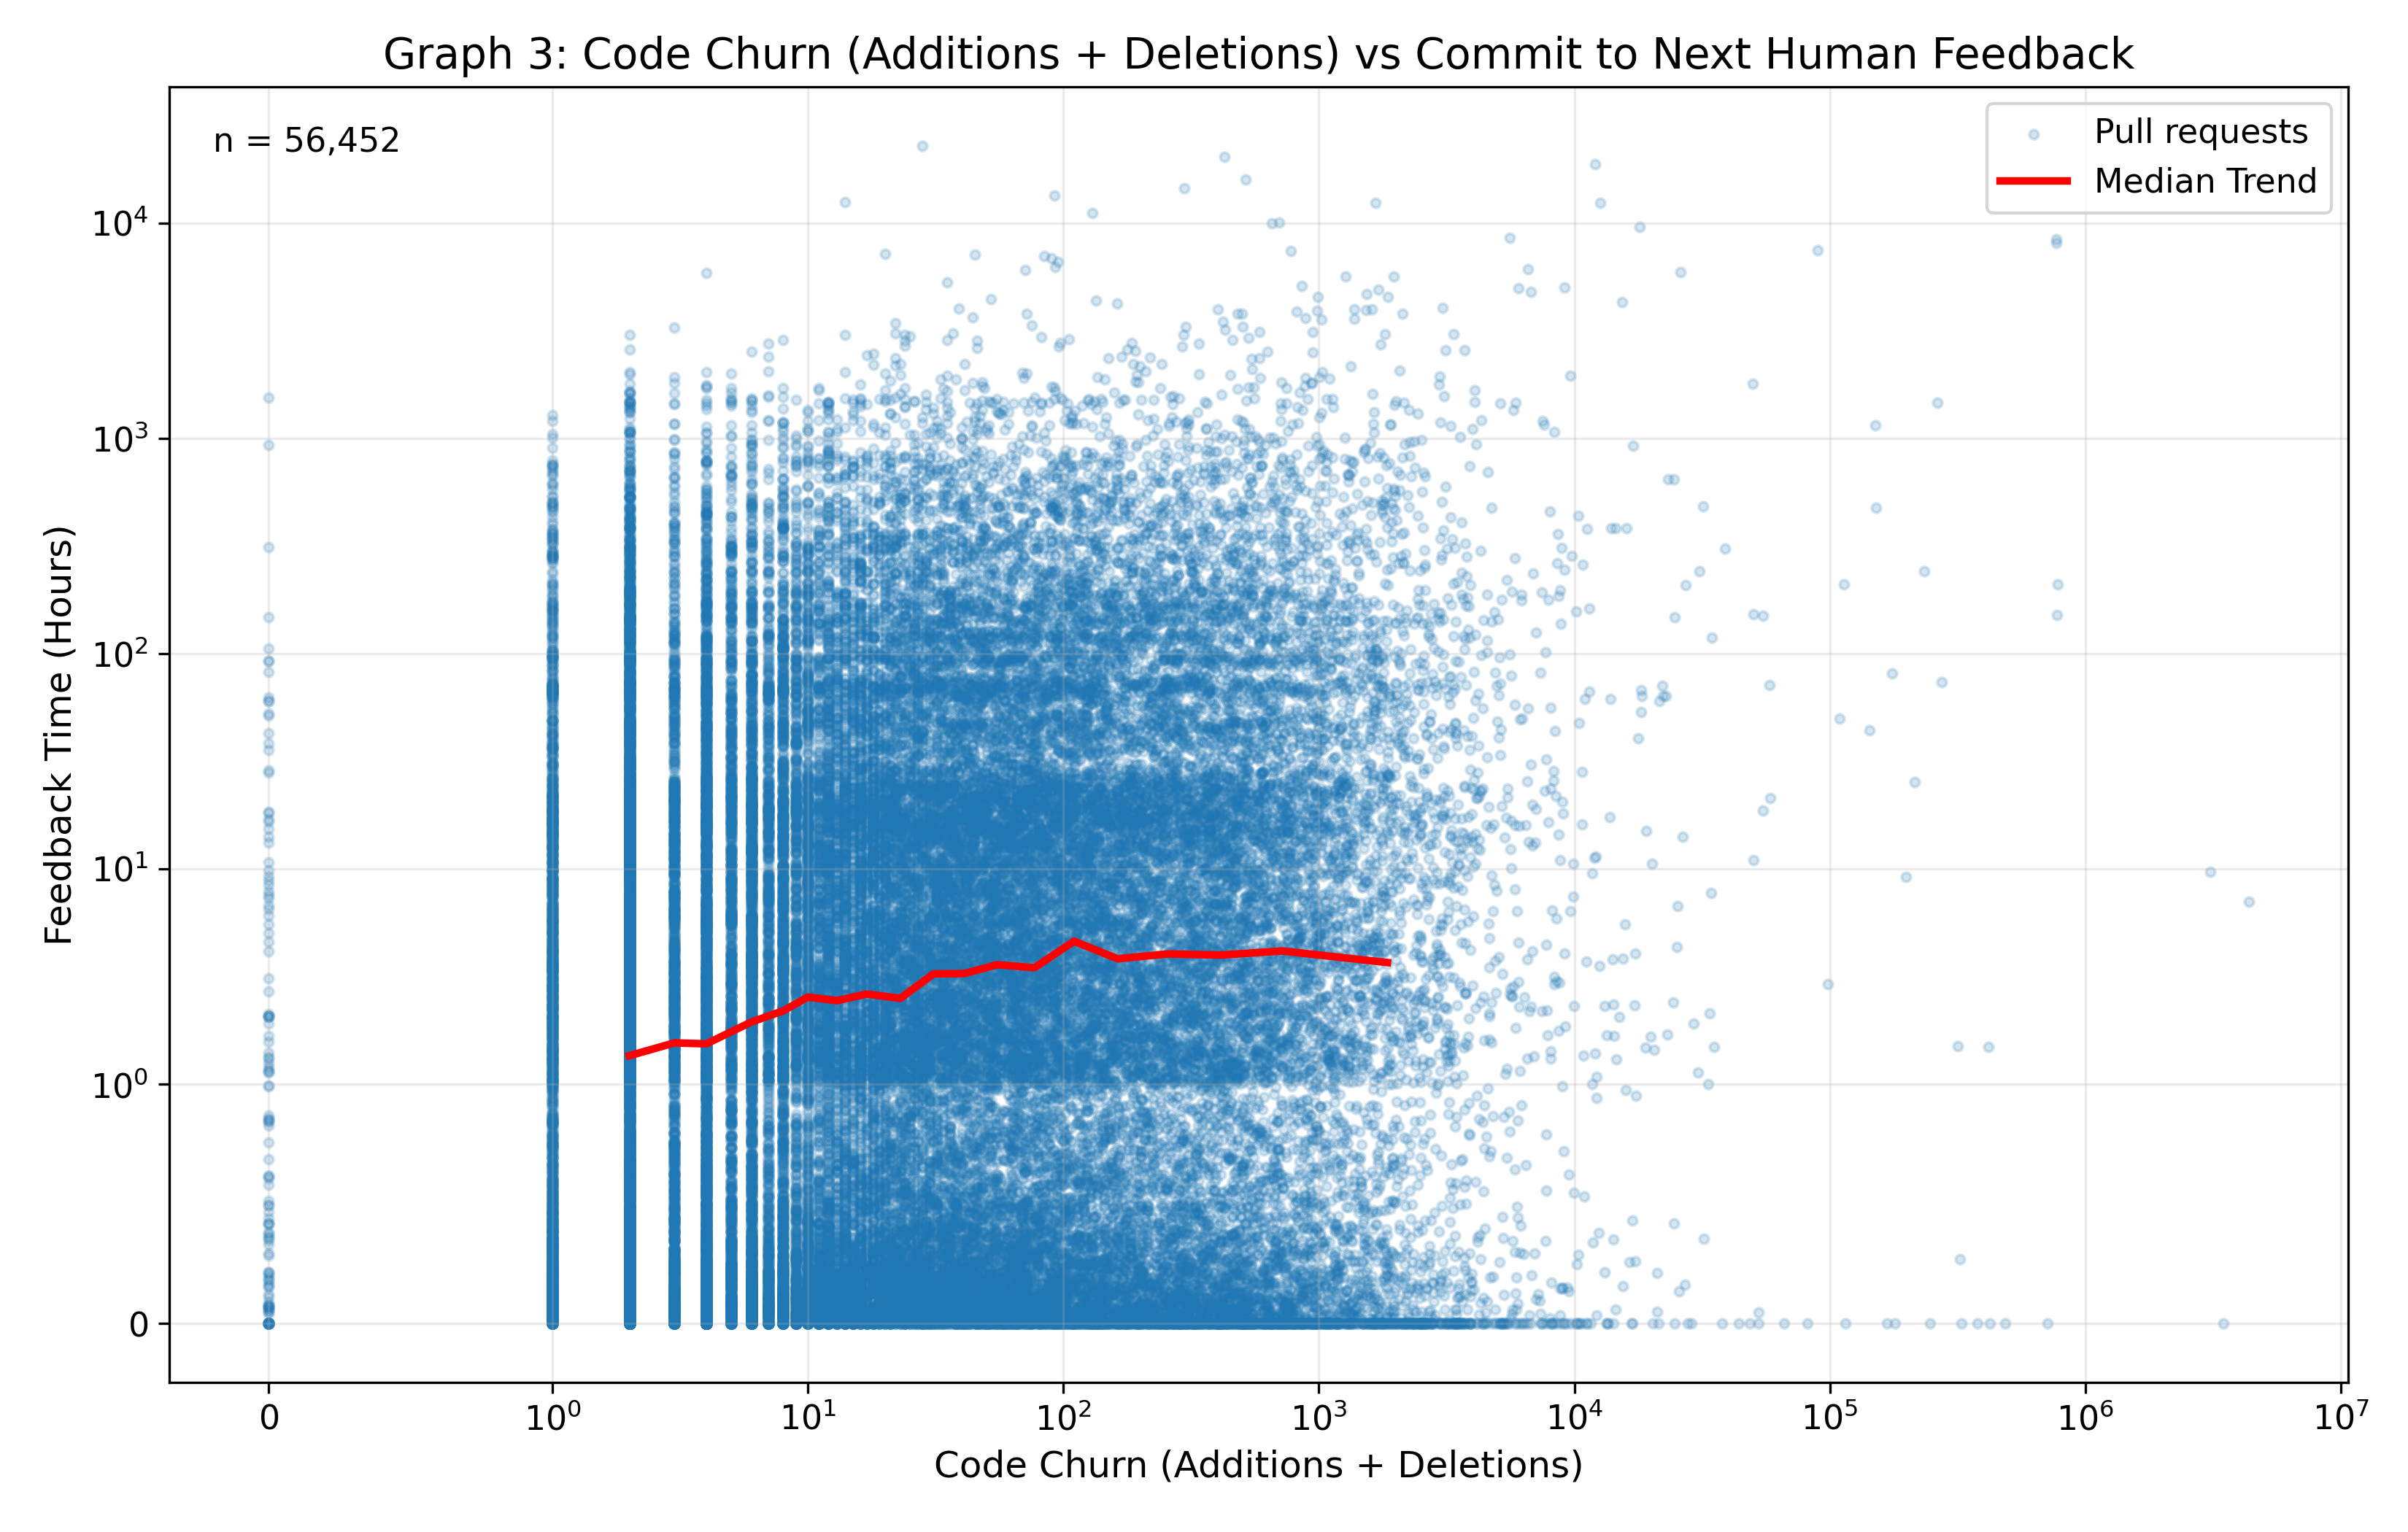 Graph 3: Code Churn (Additions + Deletions) vs Commit to Next Human Feedback
n = 56,452
Pull requests
Median Trend
Feedback Time (Hours)
10⁴
10³
10²
10¹
10⁰
0
0 10⁰ 10¹ 10² 10³ 10⁴ 10⁵ 10⁶ 10⁷
Code Churn (Additions + Deletions)